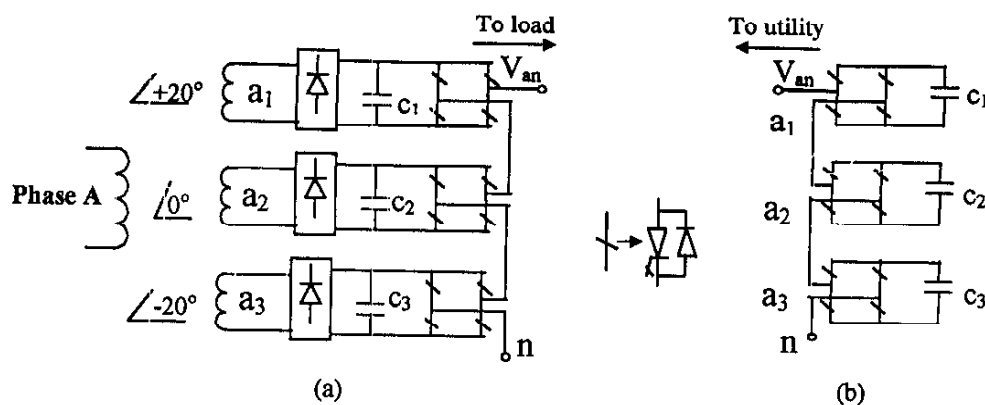 To load
V_an
∠+20°
a₁
c₁
Phase A
∠0°
a₂
c₂
∠-20°
a₃
c₃
n
(a)
To utility
V_an
a₁
c₁
a₂
c₂
a₃
c₃
n
(b)